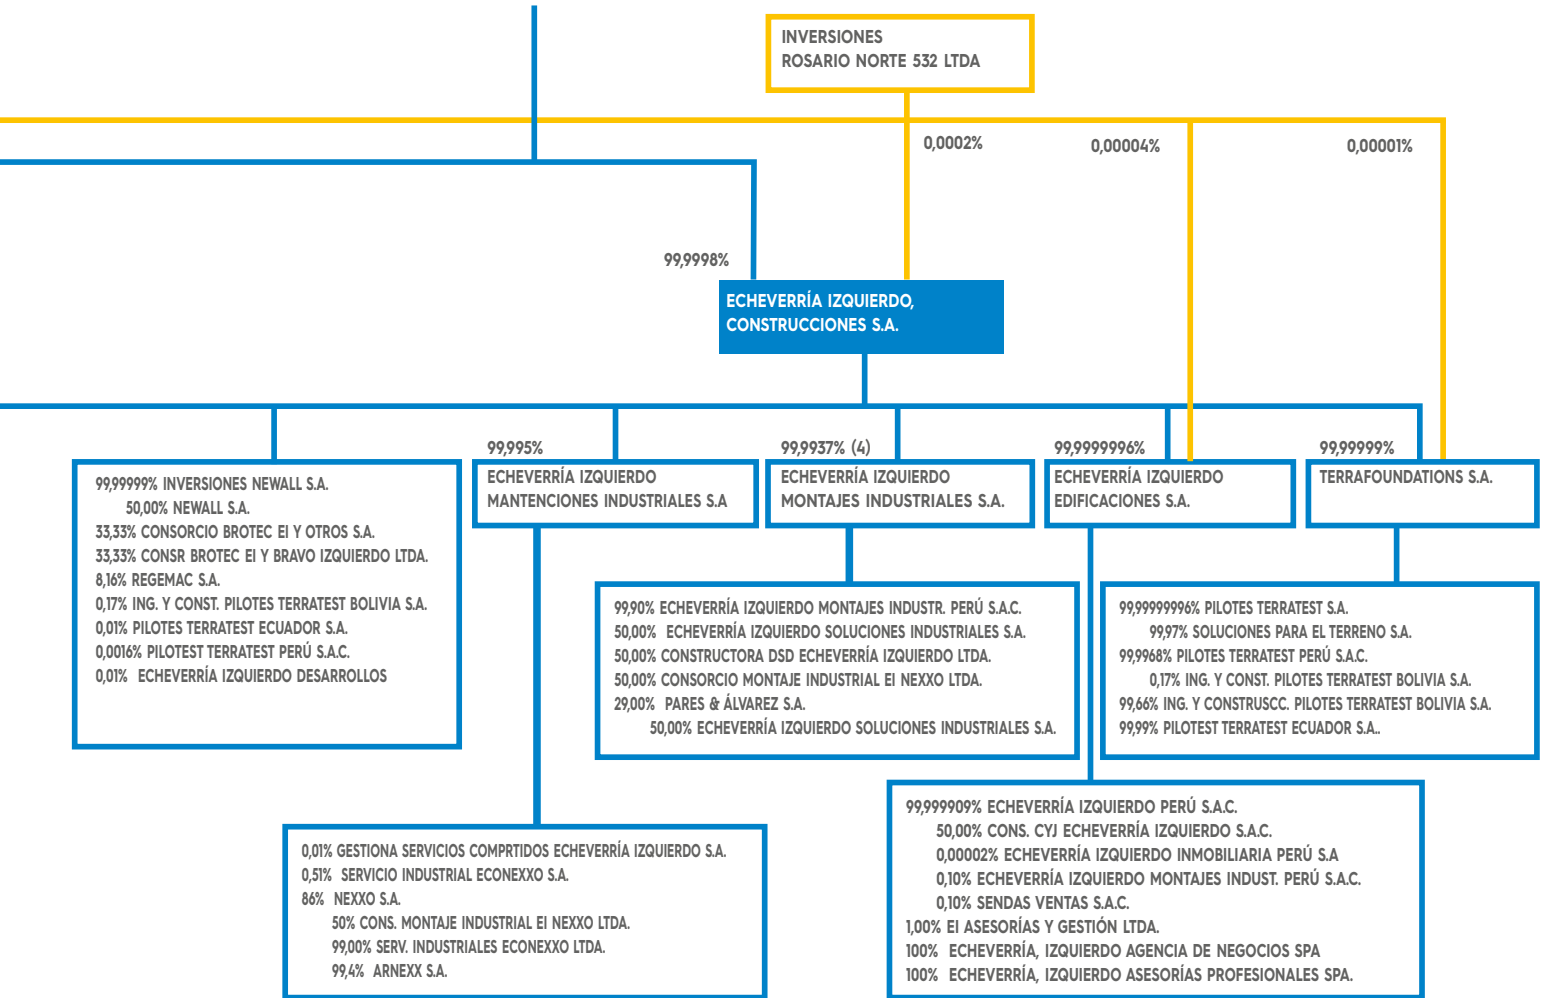 INVERSIONES
ROSARIO NORTE 532 LTDA
0,0002%
0,00004%
0,00001%
99,9998%
ECHEVERRÍA IZQUIERDO,
CONSTRUCCIONES S.A.
99,99999% INVERSIONES NEWALL S.A.
50,00% NEWALL S.A.
33,33% CONSORCIO BROTEC EI Y OTROS S.A.
33,33% CONSR BROTEC EI Y BRAVO IZQUIERDO LTDA.
8,16% REGEMAC S.A.
0,17% ING. Y CONST. PILOTES TERRATEST BOLIVIA S.A.
0,01% PILOTES TERRATEST ECUADOR S.A.
0,0016% PILOTEST TERRATEST PERÚ S.A.C.
0,01% ECHEVERRÍA IZQUIERDO DESARROLLOS
99,995%
ECHEVERRÍA IZQUIERDO
MANTENCIONES INDUSTRIALES S.A
99,9937% (4)
ECHEVERRÍA IZQUIERDO
MONTAJES INDUSTRIALES S.A.
99,9999996%
ECHEVERRÍA IZQUIERDO
EDIFICACIONES S.A.
99,99999%
TERRAFOUNDATIONS S.A.
99,90% ECHEVERRÍA IZQUIERDO MONTAJES INDUSTR. PERÚ S.A.C.
50,00% ECHEVERRÍA IZQUIERDO SOLUCIONES INDUSTRIALES S.A.
50,00% CONSTRUCTORA DSD ECHEVERRÍA IZQUIERDO LTDA.
50,00% CONSORCIO MONTAJE INDUSTRIAL EI NEXXO LTDA.
29,00% PARES & ÁLVAREZ S.A.
50,00% ECHEVERRÍA IZQUIERDO SOLUCIONES INDUSTRIALES S.A.
99,99999996% PILOTES TERRATEST S.A.
99,97% SOLUCIONES PARA EL TERRENO S.A.
99,9968% PILOTES TERRATEST PERÚ S.A.C.
0,17% ING. Y CONST. PILOTES TERRATEST BOLIVIA S.A.
99,66% ING. Y CONSTRUSCC. PILOTES TERRATEST BOLIVIA S.A.
99,99% PILOTEST TERRATEST ECUADOR S.A..
0,01% GESTIONA SERVICIOS COMPRTIDOS ECHEVERRÍA IZQUIERDO S.A.
0,51% SERVICIO INDUSTRIAL ECONEXXO S.A.
86% NEXXO S.A.
50% CONS. MONTAJE INDUSTRIAL EI NEXXO LTDA.
99,00% SERV. INDUSTRIALES ECONEXXO LTDA.
99,4% ARNEXX S.A.
99,999909% ECHEVERRÍA IZQUIERDO PERÚ S.A.C.
50,00% CONS. CYJ ECHEVERRÍA IZQUIERDO S.A.C.
0,00002% ECHEVERRÍA IZQUIERDO INMOBILIARIA PERÚ S.A
0,10% ECHEVERRÍA IZQUIERDO MONTAJES INDUST. PERÚ S.A.C.
0,10% SENDAS VENTAS S.A.C.
1,00% EI ASESORÍAS Y GESTIÓN LTDA.
100% ECHEVERRÍA, IZQUIERDO AGENCIA DE NEGOCIOS SPA
100% ECHEVERRÍA, IZQUIERDO ASESORÍAS PROFESIONALES SPA.